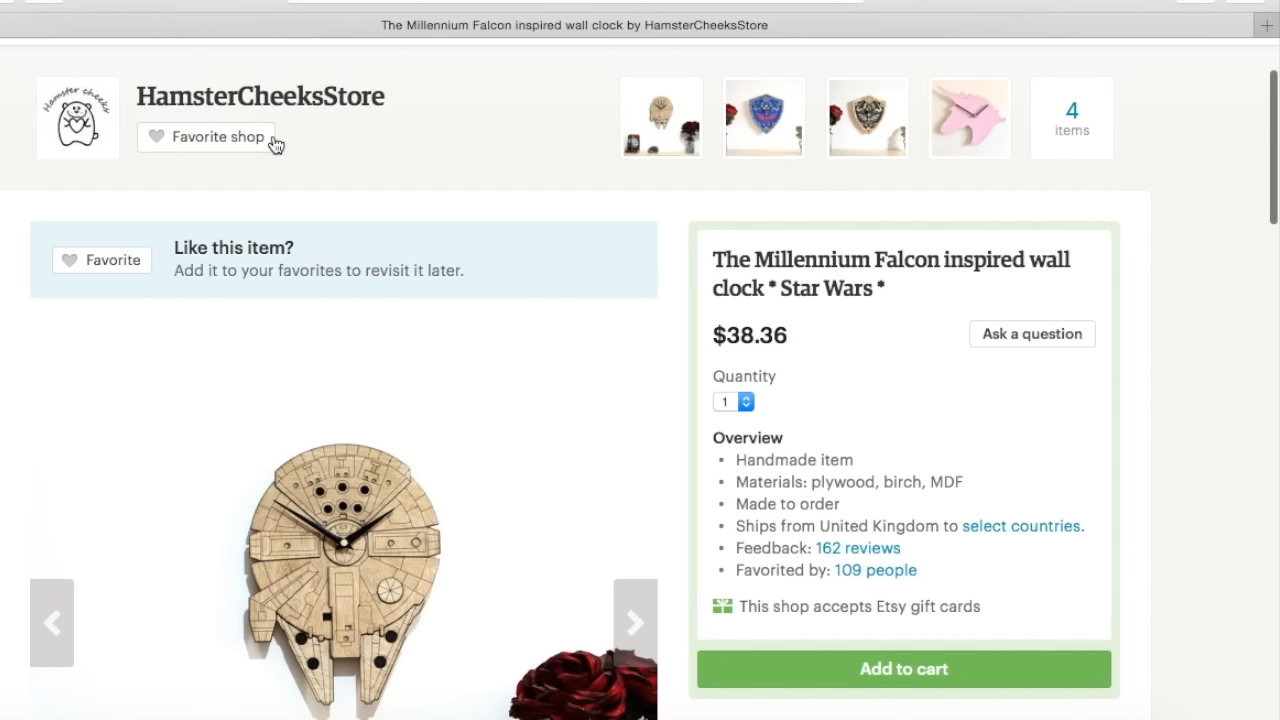 The Millennium Falcon inspired wall clock by HamsterCheeksStore
Hamster cheeks
HamsterCheeksStore
Favorite shop
4
items
Favorite
Like this item?
Add it to your favorites to revisit it later.
The Millennium Falcon inspired wall
clock * Star Wars *
$38.36
Ask a question
Quantity
1
Overview
• Handmade item
• Materials: plywood, birch, MDF
• Made to order
• Ships from United Kingdom to select countries.
• Feedback: 162 reviews
• Favorited by: 109 people
This shop accepts Etsy gift cards
Add to cart